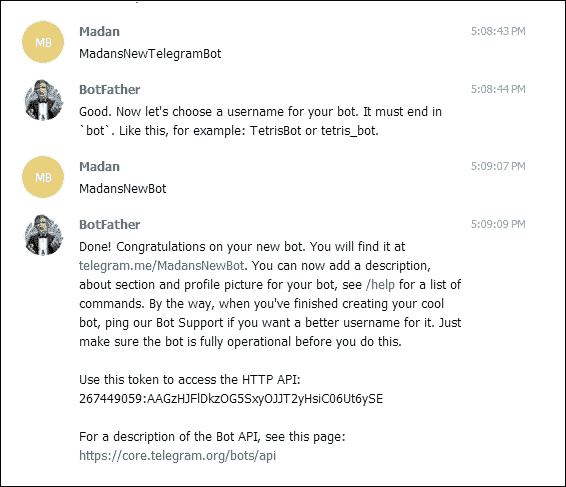 Madan 5:08:43 PM
MB
MadansNewTelegramBot
BotFather 5:08:44 PM
Good. Now let's choose a username for your bot. It must end in
`bot`. Like this, for example: TetrisBot or tetris_bot.
Madan 5:09:07 PM
MB
MadansNewBot
BotFather 5:09:09 PM
Done! Congratulations on your new bot. You will find it at
telegram.me/MadansNewBot. You can now add a description,
about section and profile picture for your bot, see /help for a list of
commands. By the way, when you've finished creating your cool
bot, ping our Bot Support if you want a better username for it. Just
make sure the bot is fully operational before you do this.
Use this token to access the HTTP API:
267449059:AAGzHJFlDkzOG5SxyOJJT2yHsiC06Ut6ySE
For a description of the Bot API, see this page:
https://core.telegram.org/bots/api